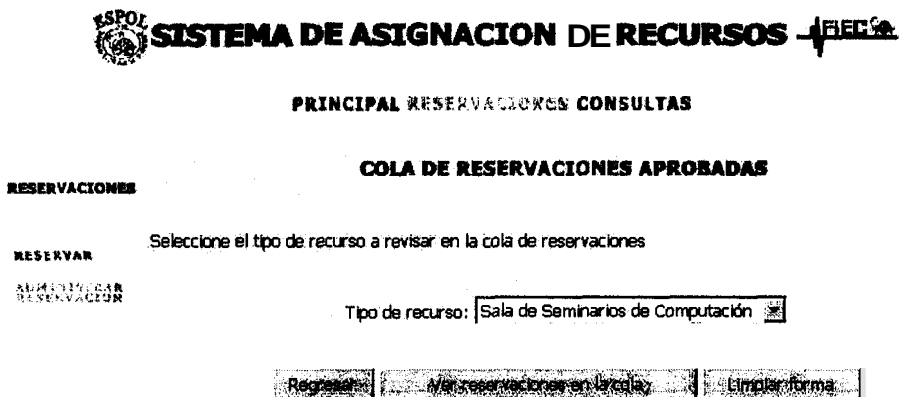 ESPOL
SISTEMA DE ASIGNACION DE RECURSOS
PRINCIPAL RESERVACIONES CONSULTAS
COLA DE RESERVACIONES APROBADAS
RESERVACIONES
Seleccione el tipo de recurso a revisar en la cola de reservaciones
RESERVAR
ADMINISTRAR
RESERVACION
Tipo de recurso: Sala de Seminarios de Computación
Regresar Ver reservaciones en la cola Limpiar forma